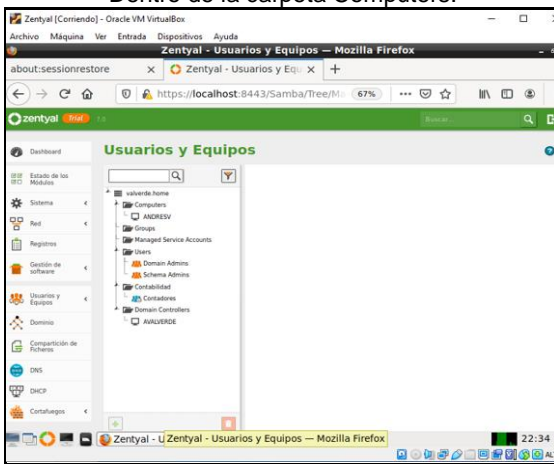 Dentro de la carpeta Computers:
Zentyal [Corriendo] - Oracle VM VirtualBox
Archivo Máquina Ver Entrada Dispositivos Ayuda
Zentyal - Usuarios y Equipos — Mozilla Firefox
about:sessionrestore
Zentyal - Usuarios y Equ
https://localhost:8443/Samba/Tree/Ma
67%
zentyal
Trial
Buscar...
Dashboard
Estado de los
Módulos
Sistema
Red
Registros
Gestión de
software
Usuarios y
Equipos
Dominio
Compartición de
Ficheros
DNS
DHCP
Cortafuegos
Usuarios y Equipos
valverde.home
Computers
ANDRESV
Groups
Managed Service Accounts
Users
Domain Admins
Schema Admins
Contabilidad
Contadores
Domain Controllers
AVALVERDE
Zentyal - U
Zentyal - Usuarios y Equipos — Mozilla Firefox
22:34